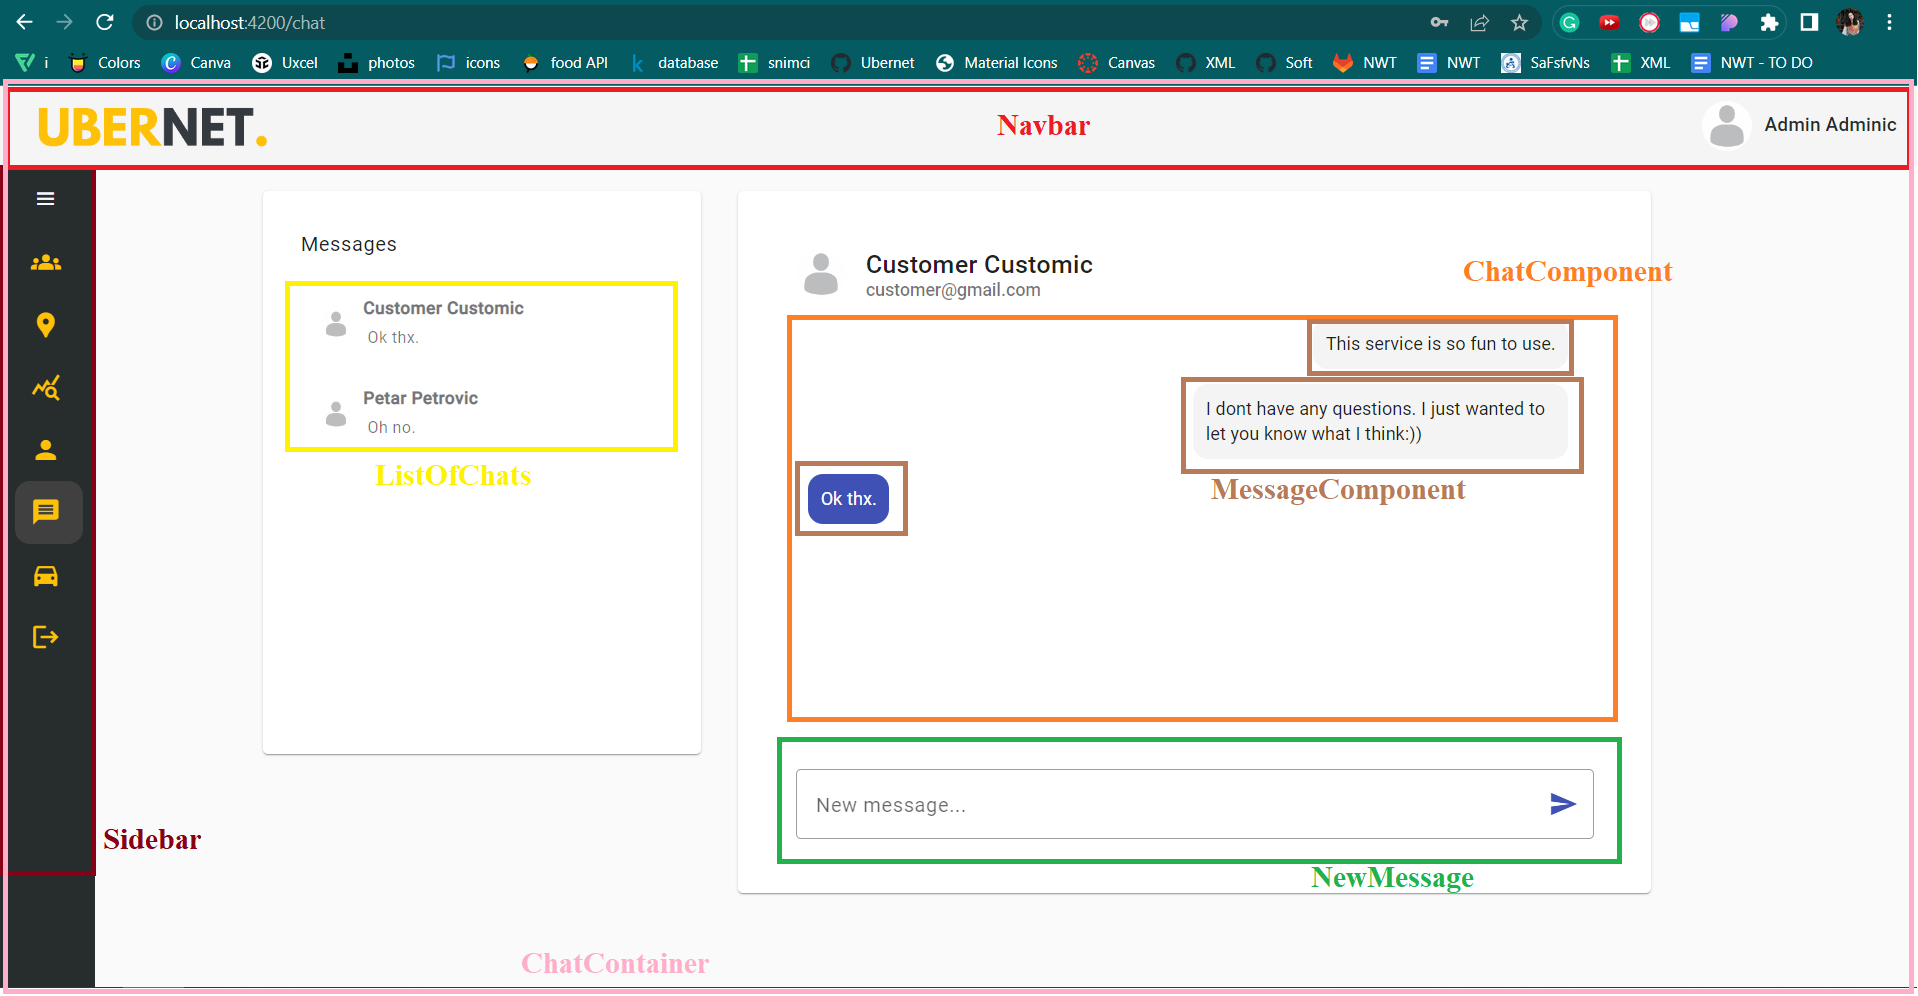 localhost:4200/chat
i Colors Canva Uxcel photos icons food API database snimci Ubernet Material Icons Canvas XML Soft NWT NWT SaFsfvNs XML NWT - TO DO
UBERNET.
Navbar
Admin Adminic
Messages
Customer Customic
Ok thx.
Petar Petrovic
Oh no.
ListOfChats
Customer Customic
customer@gmail.com
ChatComponent
This service is so fun to use.
I dont have any questions. I just wanted to
let you know what I think:))
MessageComponent
Ok thx.
New message...
NewMessage
Sidebar
ChatContainer